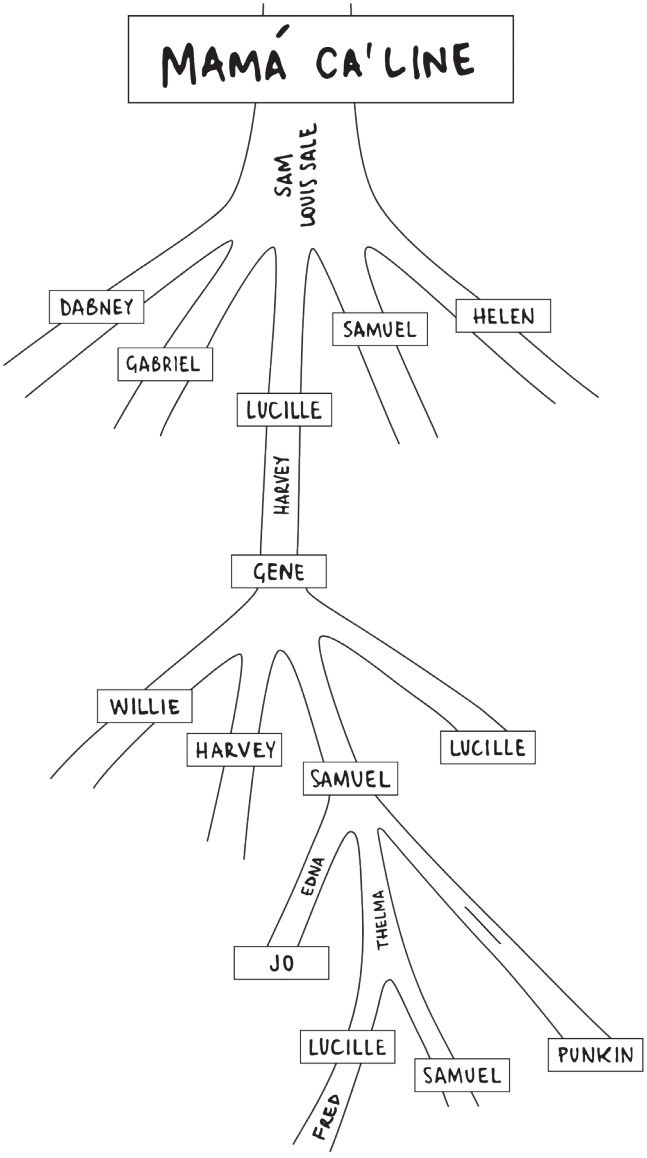 MAMÁ CA'LINE
SAM
LOUIS SALE
DABNEY
GABRIEL
LUCILLE
SAMUEL
HELEN
HARVEY
GENE
WILLIE
HARVEY
SAMUEL
LUCILLE
EDNA
THELMA
JO
LUCILLE
SAMUEL
PUNKIN
FRED